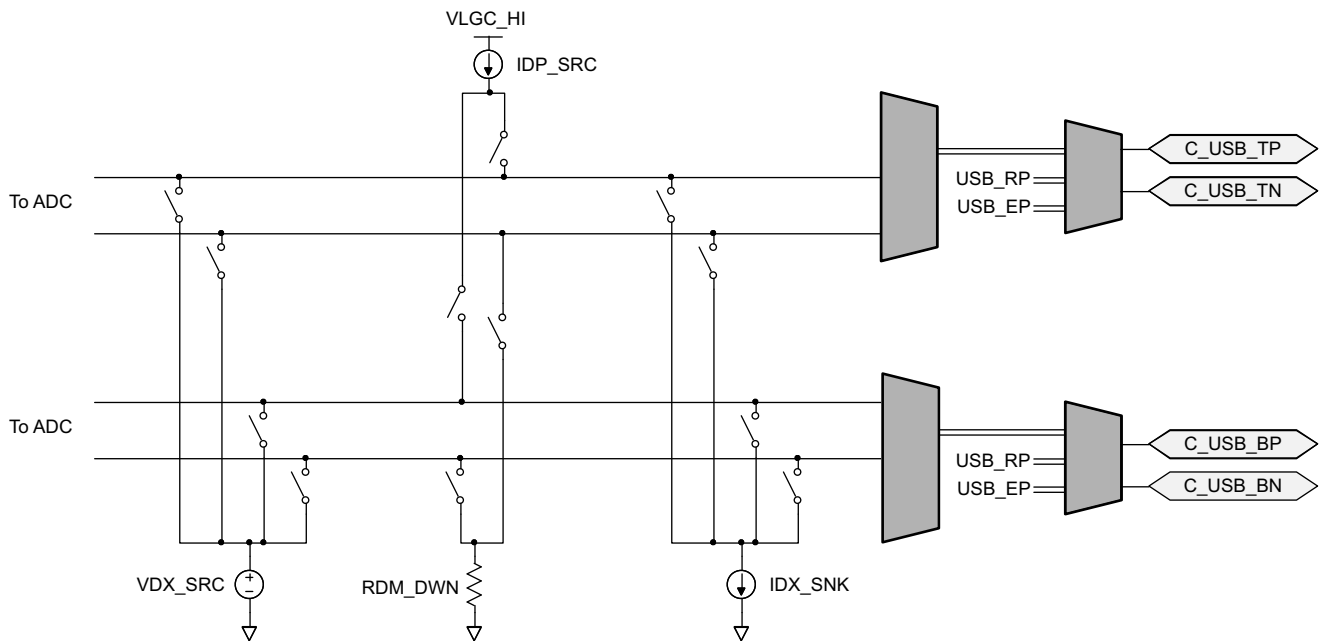 VLGC_HI
IDP_SRC
C_USB_TP
To ADC
USB_RP
C_USB_TN
USB_EP
To ADC
C_USB_BP
USB_RP
C_USB_BN
USB_EP
VDX_SRC
+
−
RDM_DWN
IDX_SNK